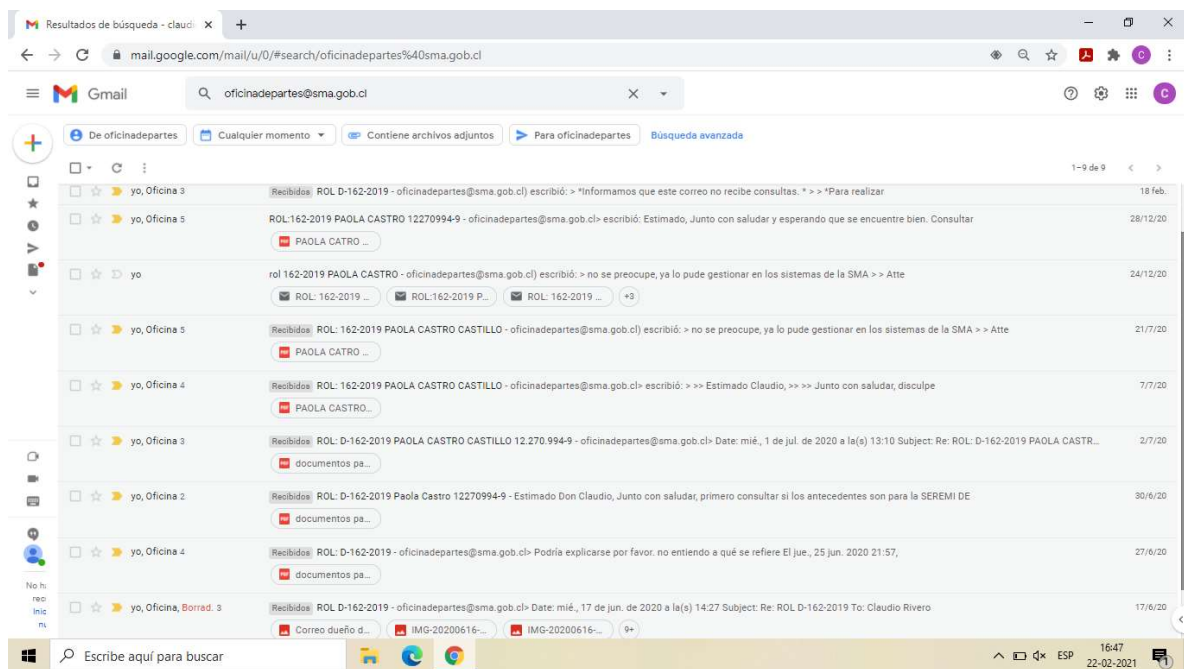 Resultados de búsqueda - claudi
mail.google.com/mail/u/0/#search/oficinadepartes%40sma.gob.cl
C
Gmail
oficinadepartes@sma.gob.cl
C
De oficinadepartes
Cualquier momento
Contiene archivos adjuntos
Para oficinadepartes
Búsqueda avanzada
1–9 de 9
yo, Oficina 3 Recibidos ROL D-162-2019 - oficinadepartes@sma.gob.cl) escribió: > *Informamos que este correo no recibe consultas. * > > *Para realizar 18 feb.
yo, Oficina 5 ROL:162-2019 PAOLA CASTRO 12270994-9 - oficinadepartes@sma.gob.cl> escribió: Estimado, Junto con saludar y esperando que se encuentre bien. Consultar 28/12/20
PDF PAOLA CATRO ...
yo rol 162-2019 PAOLA CASTRO - oficinadepartes@sma.gob.cl) escribió: > no se preocupe, ya lo pude gestionar en los sistemas de la SMA > > Atte 24/12/20
ROL: 162-2019 ... ROL:162-2019 P... ROL: 162-2019 ... +3
yo, Oficina 5 Recibidos ROL: 162-2019 PAOLA CASTRO CASTILLO - oficinadepartes@sma.gob.cl) escribió: > no se preocupe, ya lo pude gestionar en los sistemas de la SMA > > Atte 21/7/20
PDF PAOLA CATRO ...
yo, Oficina 4 Recibidos ROL: 162-2019 PAOLA CASTRO CASTILLO - oficinadepartes@sma.gob.cl> escribió: > >> Estimado Claudio, >> >> Junto con saludar, disculpe 7/7/20
PDF PAOLA CASTRO...
yo, Oficina 3 Recibidos ROL: D-162-2019 PAOLA CASTRO CASTILLO 12.270.994-9 - oficinadepartes@sma.gob.cl> Date: mié., 1 de jul. de 2020 a la(s) 13:10 Subject: Re: ROL: D-162-2019 PAOLA CASTR... 2/7/20
PDF documentos pa...
yo, Oficina 2 Recibidos ROL: D-162-2019 Paola Castro 12270994-9 - Estimado Don Claudio, Junto con saludar, primero consultar si los antecedentes son para la SEREMI DE 30/6/20
PDF documentos pa...
yo, Oficina 4 Recibidos ROL: D-162-2019 - oficinadepartes@sma.gob.cl> Podría explicarse por favor. no entiendo a qué se refiere El jue., 25 jun. 2020 21:57, 27/6/20
PDF documentos pa...
No h
reci
Inic
nu
yo, Oficina, Borrad. 3 Recibidos ROL D-162-2019 - oficinadepartes@sma.gob.cl> Date: mié., 17 de jun. de 2020 a la(s) 14:27 Subject: Re: ROL D-162-2019 To: Claudio Rivero 17/6/20
Correo dueño d... IMG-20200616-... IMG-20200616-... 9+
Escribe aquí para buscar
ESP
16:47
22-02-2021